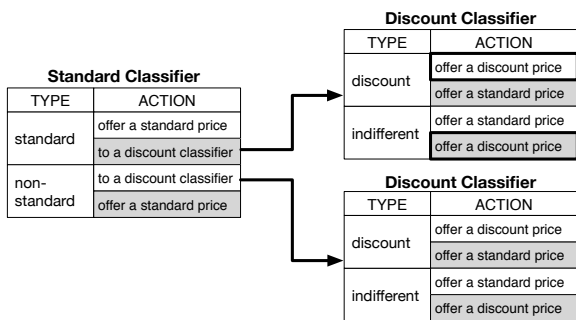 Standard Classifier
TYPE ACTION
standard
offer a standard price
to a discount classifier
non-
standard
to a discount classifier
offer a standard price
Discount Classifier
TYPE ACTION
discount
offer a discount price
offer a standard price
indifferent
offer a standard price
offer a discount price
Discount Classifier
TYPE ACTION
discount
offer a discount price
offer a standard price
indifferent
offer a standard price
offer a discount price